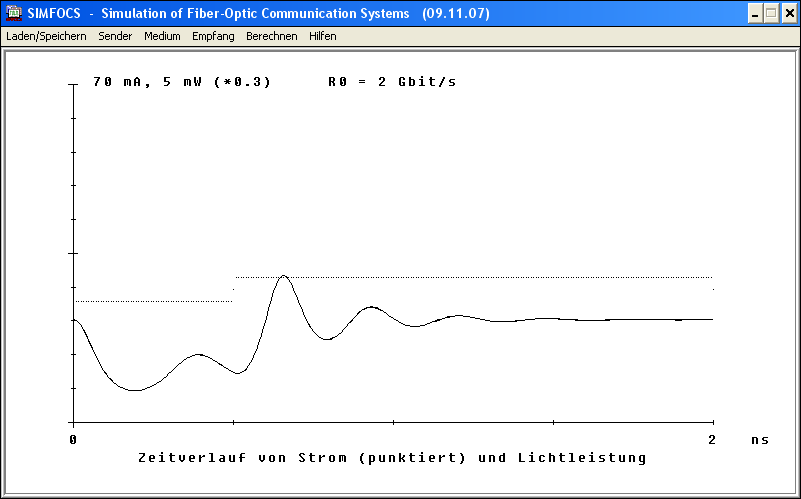 SIMFOCS - Simulation of Fiber-Optic Communication Systems (09.11.07)
Laden/Speichern Sender Medium Empfang Berechnen Hilfen
70 mA, 5 mW (*0.3) R0 = 2 Gbit/s
0 2 ns
Zeitverlauf von Strom (punktiert) und Lichtleistung